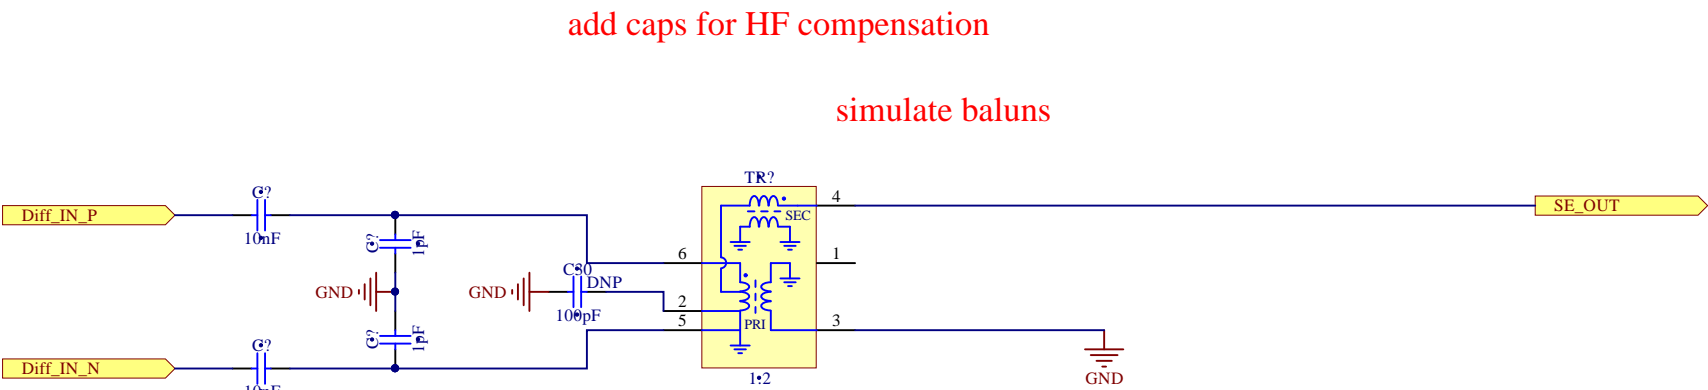 add caps for HF compensation
simulate baluns
TR?
C?
4
Diff_IN_P
SEC
SE_OUT
10nF
C?
1pF
6
1
C30
DNP
GND
GND
2
100pF
5
PRI
3
C?
1pF
C?
Diff_IN_N
1:2
GND
10nF